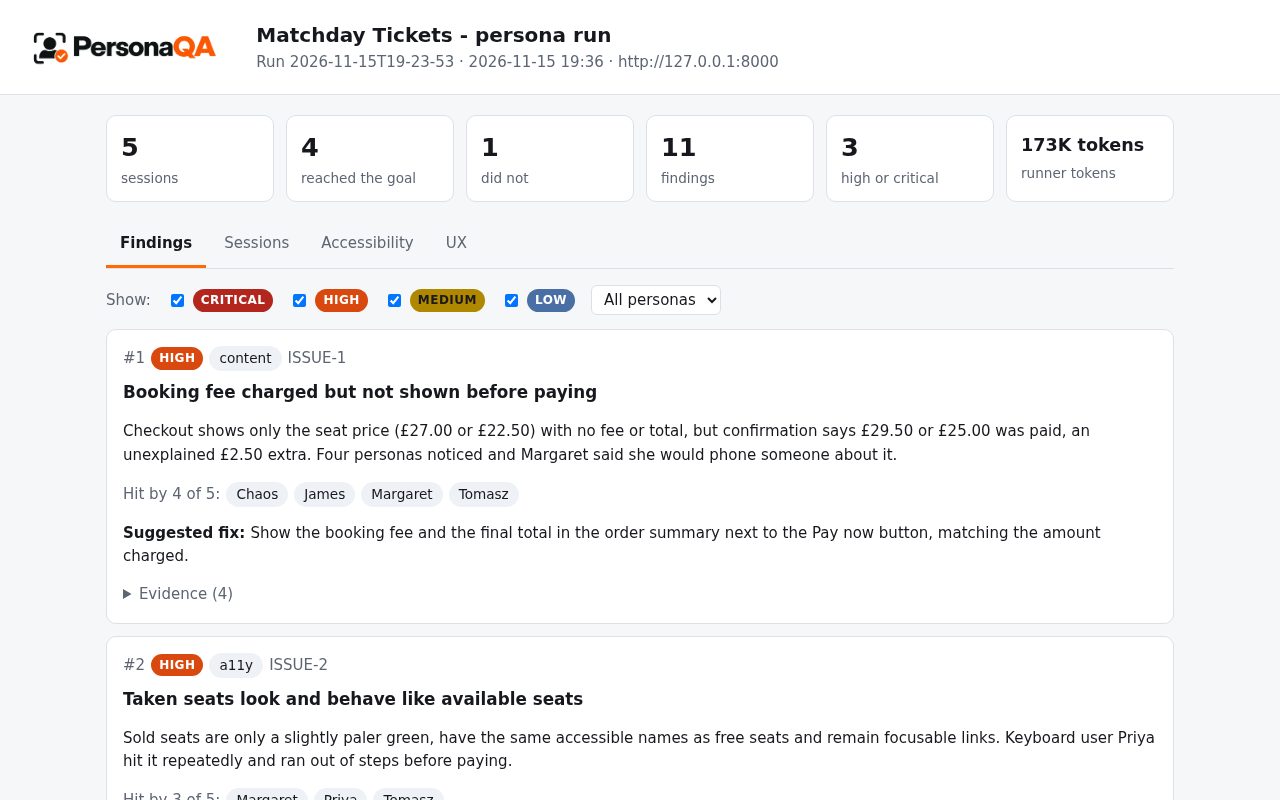 PersonaQA
Matchday Tickets - persona run
Run 2026-11-15T19-23-53 · 2026-11-15 19:36 · http://127.0.0.1:8000
5
sessions
4
reached the goal
1
did not
11
findings
3
high or critical
173K tokens
runner tokens
Findings Sessions Accessibility UX
Show: CRITICAL HIGH MEDIUM LOW All personas
#1 HIGH content ISSUE-1
Booking fee charged but not shown before paying
Checkout shows only the seat price (£27.00 or £22.50) with no fee or total, but confirmation says £29.50 or £25.00 was paid, an
unexplained £2.50 extra. Four personas noticed and Margaret said she would phone someone about it.
Hit by 4 of 5: Chaos James Margaret Tomasz
Suggested fix: Show the booking fee and the final total in the order summary next to the Pay now button, matching the amount
charged.
Evidence (4)
#2 HIGH a11y ISSUE-2
Taken seats look and behave like available seats
Sold seats are only a slightly paler green, have the same accessible names as free seats and remain focusable links. Keyboard user Priya
hit it repeatedly and ran out of steps before paying.
Hit by 3 of 5: Margaret Priya Tomasz